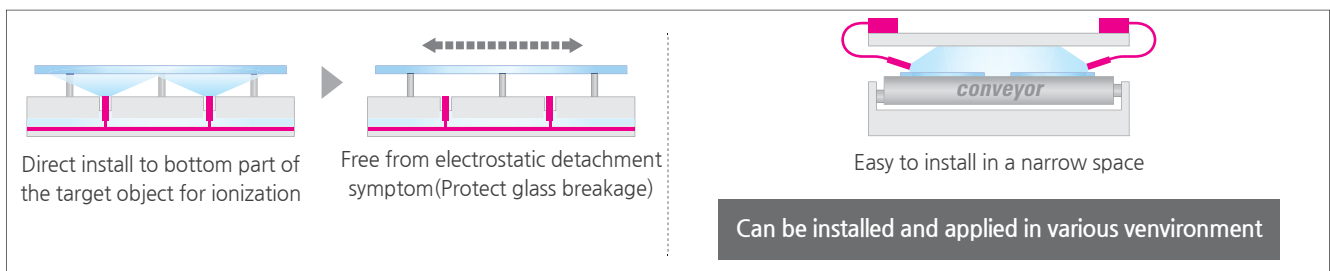 Direct install to bottom part of
the target object for ionization
Free from electrostatic detachment
symptom(Protect glass breakage)
conveyor
Easy to install in a narrow space
Can be installed and applied in various venvironment